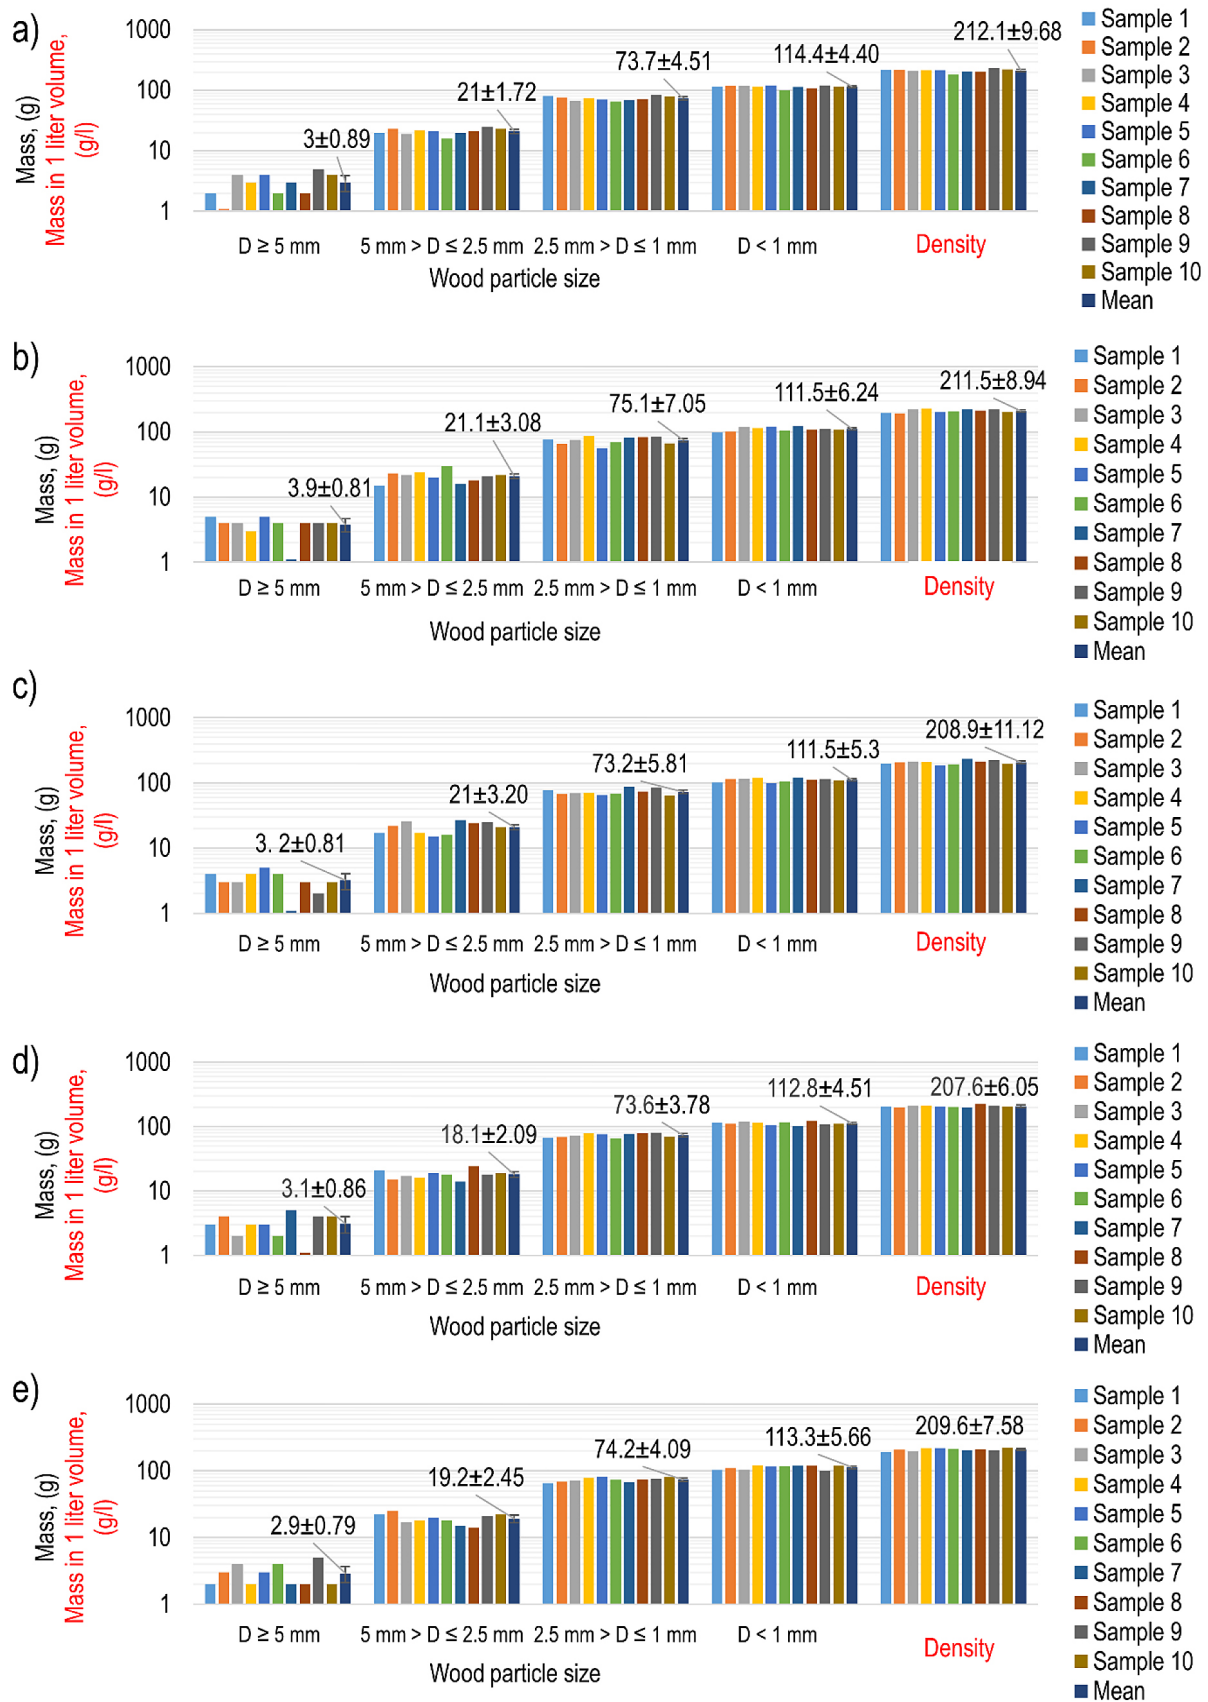 a)
Mass, (g)
Mass in 1 liter volume,
(g/l)
1000
100
10
1
3±0.89
21±1.72
73.7±4.51
114.4±4.40
212.1±9.68
D ≥ 5 mm
5 mm > D ≤ 2.5 mm
2.5 mm > D ≤ 1 mm
D < 1 mm
Density
Wood particle size
Sample 1
Sample 2
Sample 3
Sample 4
Sample 5
Sample 6
Sample 7
Sample 8
Sample 9
Sample 10
Mean
b)
Mass, (g)
Mass in 1 liter volume,
(g/l)
1000
100
10
1
3.9±0.81
21.1±3.08
75.1±7.05
111.5±6.24
211.5±8.94
D ≥ 5 mm
5 mm > D ≤ 2.5 mm
2.5 mm > D ≤ 1 mm
D < 1 mm
Density
Wood particle size
Sample 1
Sample 2
Sample 3
Sample 4
Sample 5
Sample 6
Sample 7
Sample 8
Sample 9
Sample 10
Mean
c)
Mass, (g)
Mass in 1 liter volume,
(g/l)
1000
100
10
1
3. 2±0.81
21±3.20
73.2±5.81
111.5±5.3
208.9±11.12
D ≥ 5 mm
5 mm > D ≤ 2.5 mm
2.5 mm > D ≤ 1 mm
D < 1 mm
Density
Wood particle size
Sample 1
Sample 2
Sample 3
Sample 4
Sample 5
Sample 6
Sample 7
Sample 8
Sample 9
Sample 10
Mean
d)
Mass, (g)
Mass in 1 liter volume,
(g/l)
1000
100
10
1
3.1±0.86
18.1±2.09
73.6±3.78
112.8±4.51
207.6±6.05
D ≥ 5 mm
5 mm > D ≤ 2.5 mm
2.5 mm > D ≤ 1 mm
D < 1 mm
Density
Wood particle size
Sample 1
Sample 2
Sample 3
Sample 4
Sample 5
Sample 6
Sample 7
Sample 8
Sample 9
Sample 10
Mean
e)
Mass, (g)
Mass in 1 liter volume,
(g/l)
1000
100
10
1
2.9±0.79
19.2±2.45
74.2±4.09
113.3±5.66
209.6±7.58
D ≥ 5 mm
5 mm > D ≤ 2.5 mm
2.5 mm > D ≤ 1 mm
D < 1 mm
Density
Wood particle size
Sample 1
Sample 2
Sample 3
Sample 4
Sample 5
Sample 6
Sample 7
Sample 8
Sample 9
Sample 10
Mean